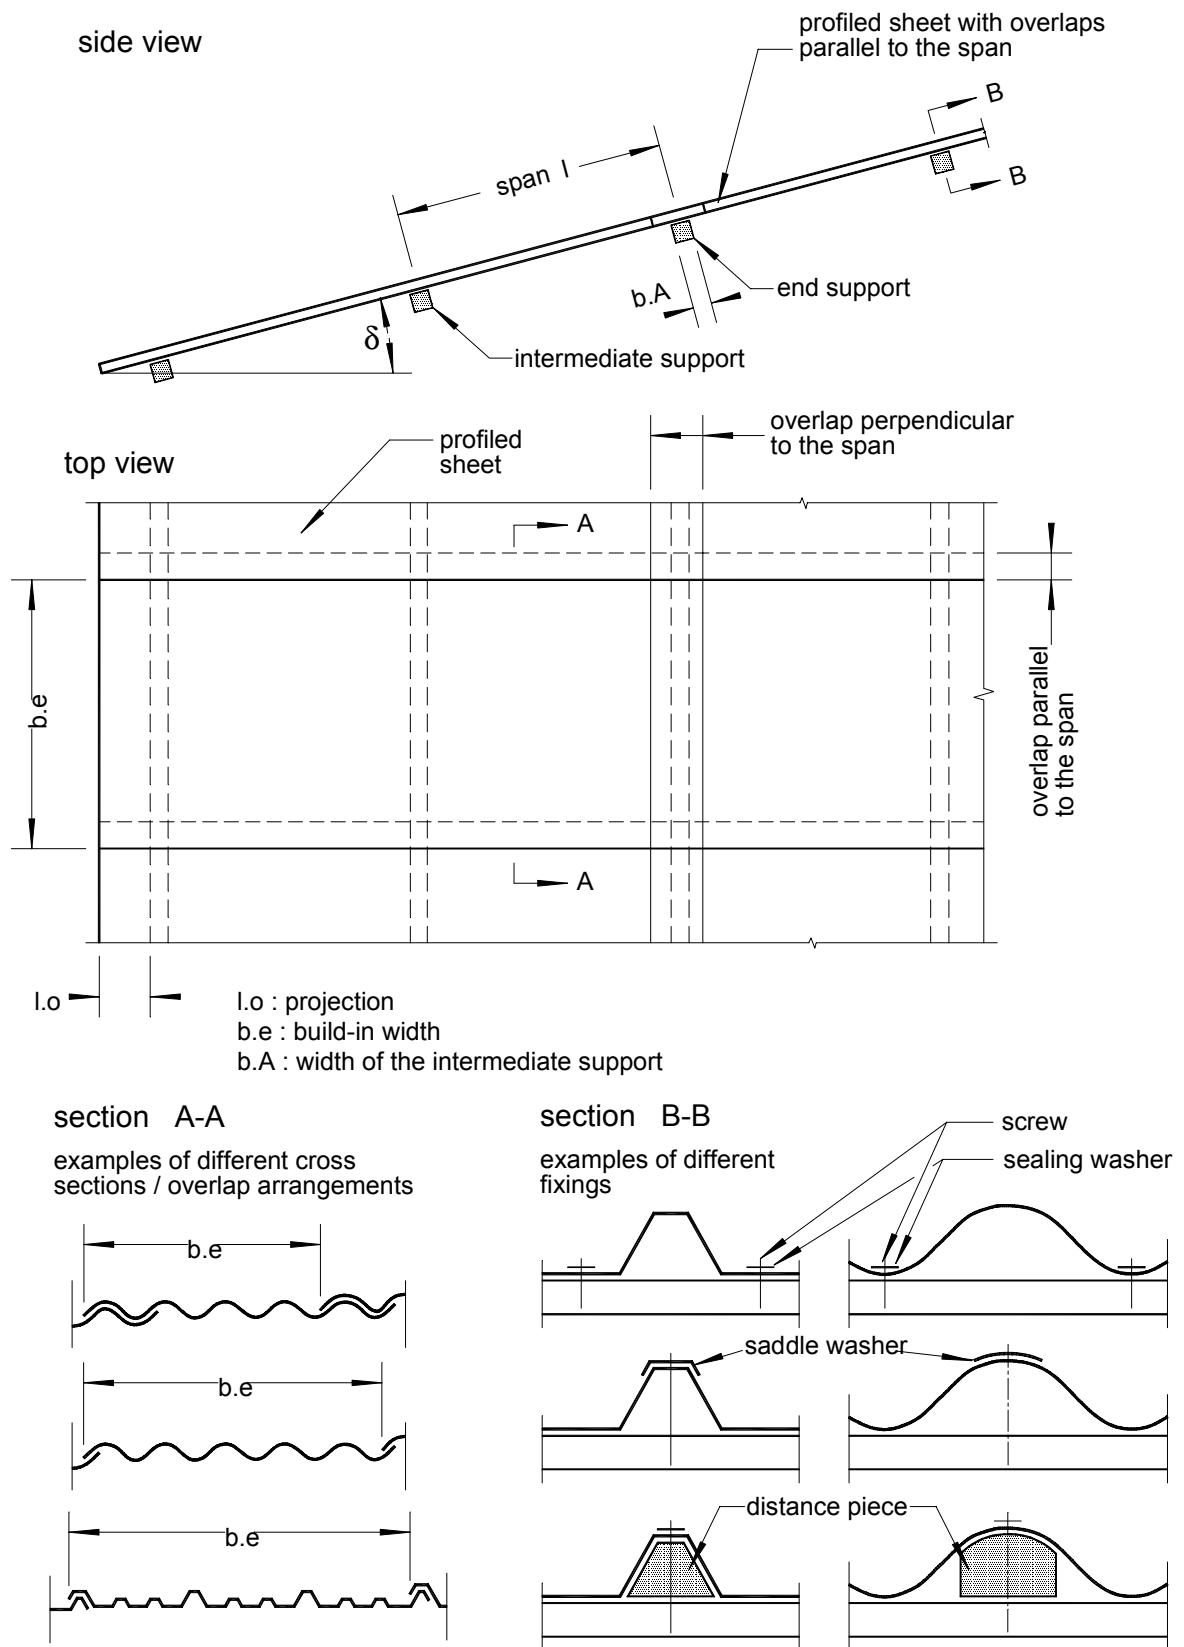 side view
profiled sheet with overlaps
parallel to the span
B
B
span l
b.A
end support
δ
intermediate support
overlap perpendicular
to the span
profiled
sheet
top view
A
b.e
overlap parallel
to the span
A
l.o
l.o : projection
b.e : build-in width
b.A : width of the intermediate support
section A-A
examples of different cross
sections / overlap arrangements
b.e
b.e
b.e
section B-B
examples of different
fixings
screw
sealing washer
saddle washer
distance piece